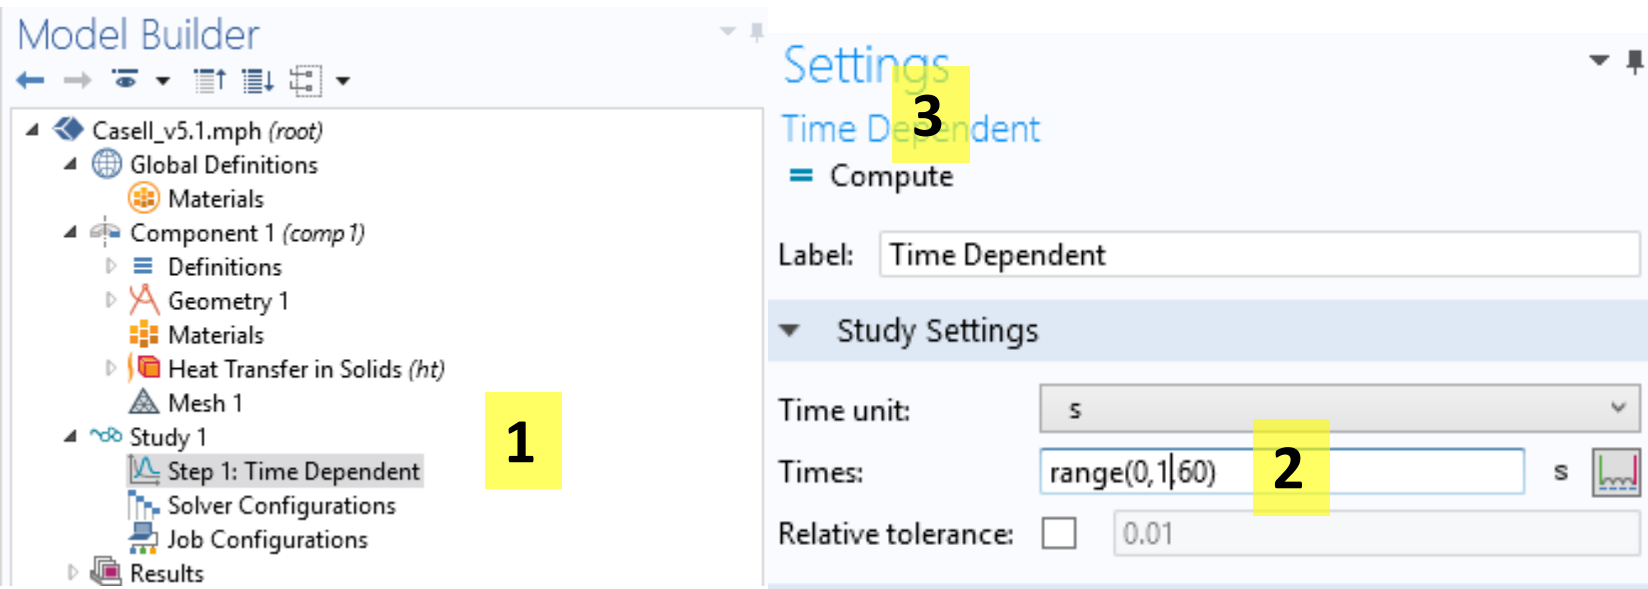 Model Builder
Casell_v5.1.mph (root)
Global Definitions
Materials
Component 1 (comp1)
Definitions
Geometry 1
Materials
Heat Transfer in Solids (ht)
Mesh 1
Study 1
Step 1: Time Dependent
Solver Configurations
Job Configurations
Results
1
Settings
3
Time Dependent
= Compute
Label: Time Dependent
Study Settings
Time unit: s
Times: range(0,1,60) s
2
Relative tolerance: 0.01